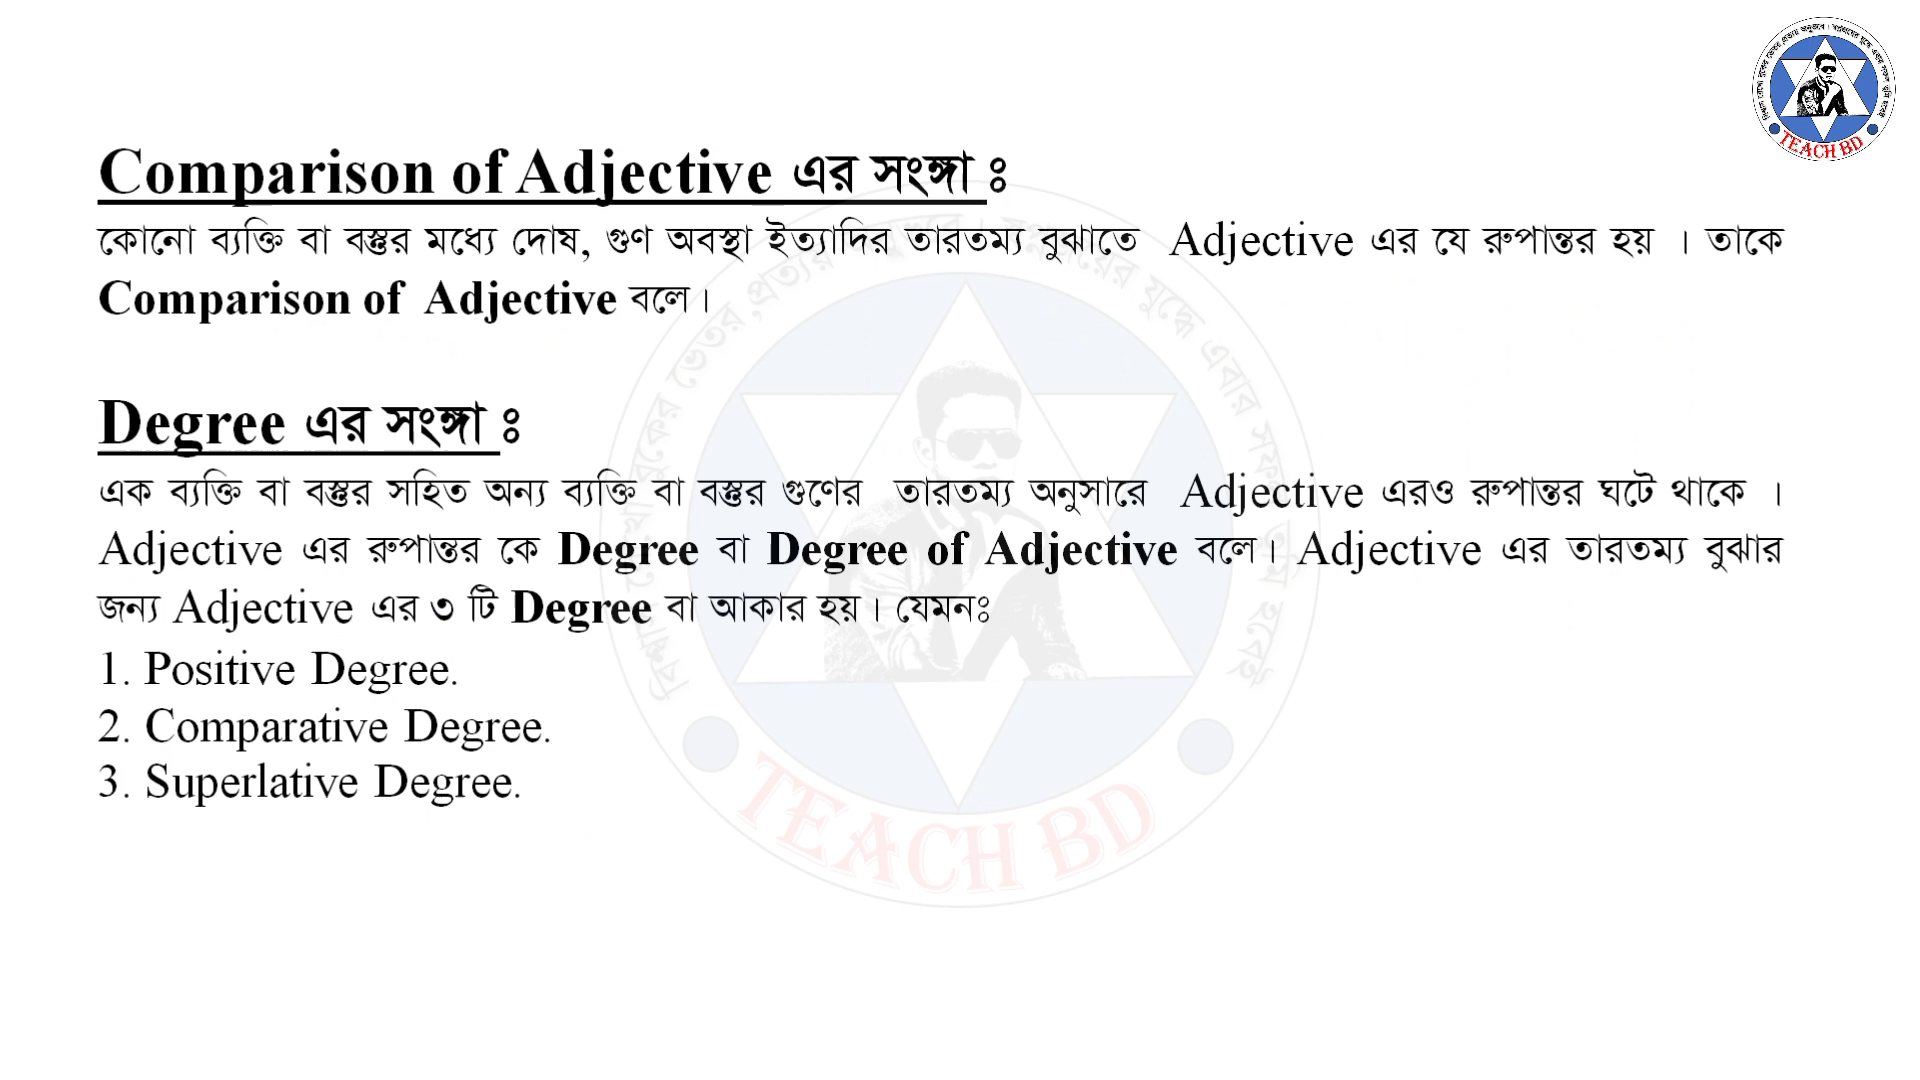 Comparison of Adjective এর সংঙ্গা ঃ
কোনো ব্যক্তি বা বস্তুর মধ্যে দোষ, গুণ অবস্থা ইত্যাদির তারতম্য বুঝাতে Adjective এর যে রুপান্তর হয় । তাকে
Comparison of Adjective বলে।
Degree এর সংঙ্গা ঃ
এক ব্যক্তি বা বস্তুর সহিত অন্য ব্যক্তি বা বস্তুর গুণের তারতম্য অনুসারে Adjective এরও রুপান্তর ঘটে থাকে ।
Adjective এর রুপান্তর কে Degree বা Degree of Adjective বলে। Adjective এর তারতম্য বুঝার
জন্য Adjective এর ৩ টি Degree বা আকার হয়। যেমনঃ
1. Positive Degree.
2. Comparative Degree.
3. Superlative Degree.
TEACH BD
TEACH BD